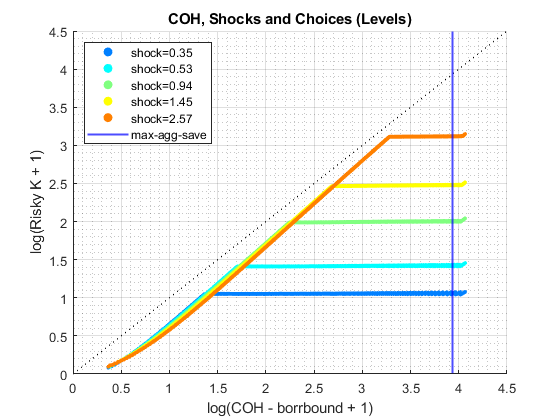 COH, Shocks and Choices (Levels)
4.5
4
3.5
3
2.5
2
1.5
1
0.5
0
log(Risky K + 1)
shock=0.35
shock=0.53
shock=0.94
shock=1.45
shock=2.57
max-agg-save
0 0.5 1 1.5 2 2.5 3 3.5 4 4.5
log(COH - borrbound + 1)